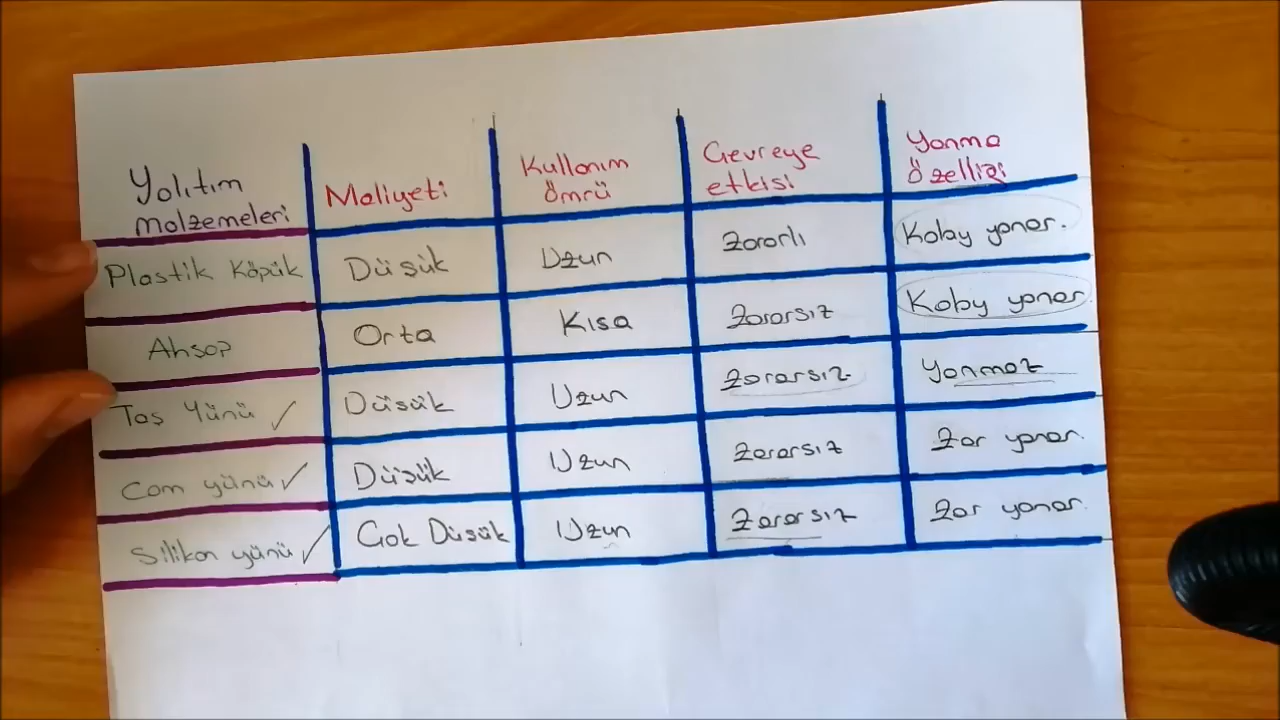 Yalıtım malzemeleri Maliyeti Kullanım ömrü Çevreye etkisi Yanma özelliği
Plastik Köpük Düşük Uzun Zararlı Kolay yanar.
Ahşap Orta Kısa Zararsız Kolay yanar.
Taş Yünü ✓ Düşük Uzun Zararsız Yanmaz
Cam yünü ✓ Düşük Uzun Zararsız Zor yanar.
Silikon yünü ✓ Çok Düşük Uzun Zararsız Zor yanar.